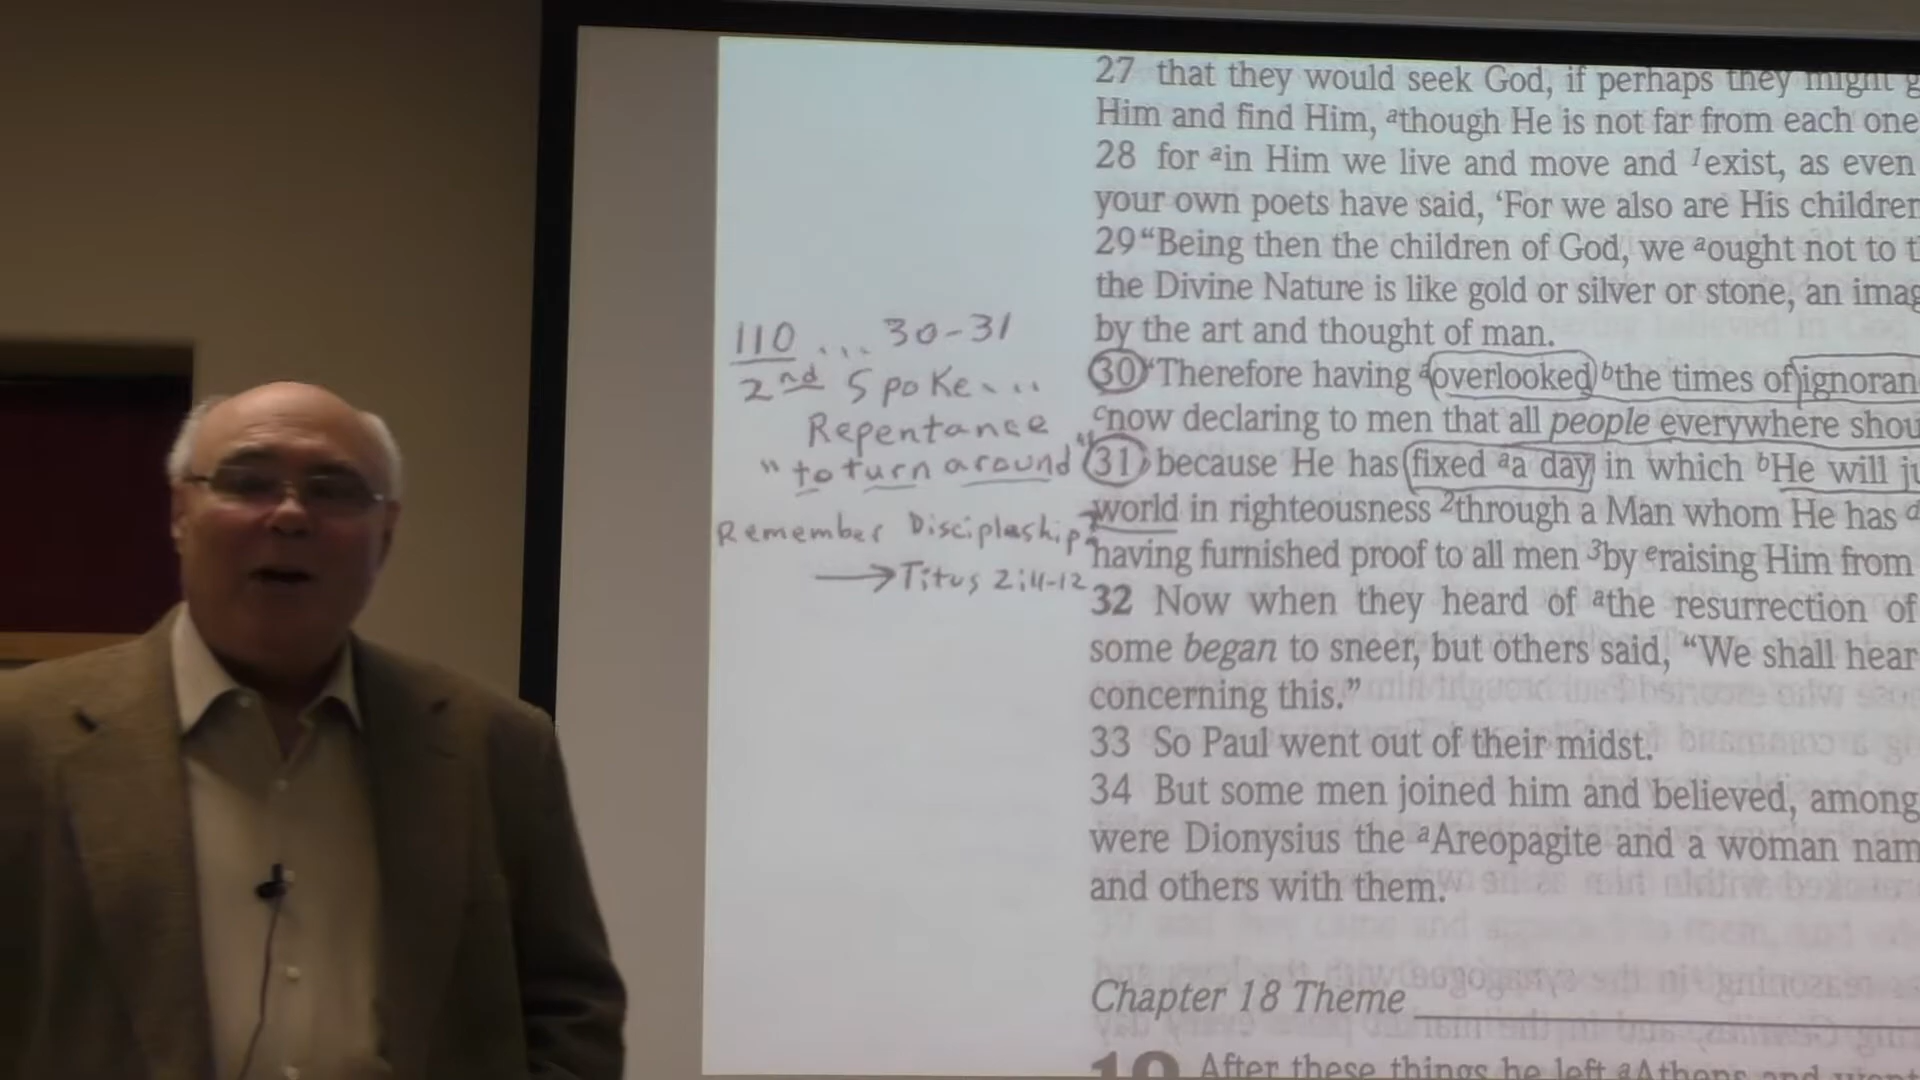 27 that they would seek God, if perhaps they might g
Him and find Him, ᵃthough He is not far from each one
28 for ᵃin Him we live and move and ¹exist, as even
your own poets have said, ‘For we also are His children
29 “Being then the children of God, we ᵃought not to t
the Divine Nature is like gold or silver or stone, an imag
by the art and thought of man.
30 “Therefore having ᵃoverlooked ᵇthe times of ignoran
ᶜnow declaring to men that all people everywhere shou
31 because He has fixed ᵃa day in which ᵇHe will ju
world in righteousness ²through a Man whom He has ᵈ
having furnished proof to all men ³by ᵉraising Him from
32 Now when they heard of ᵃthe resurrection of
some began to sneer, but others said, “We shall hear
concerning this.”
33 So Paul went out of their midst.
34 But some men joined him and believed, among
were Dionysius the ᵃAreopagite and a woman nam
and others with them.
Chapter 18 Theme
After these things he left ᵃAthens and went
110 ... 30-31
2nd Spoke...
Repentance
"to turn around"
Remember Discipleship
→Titus 2:11-12